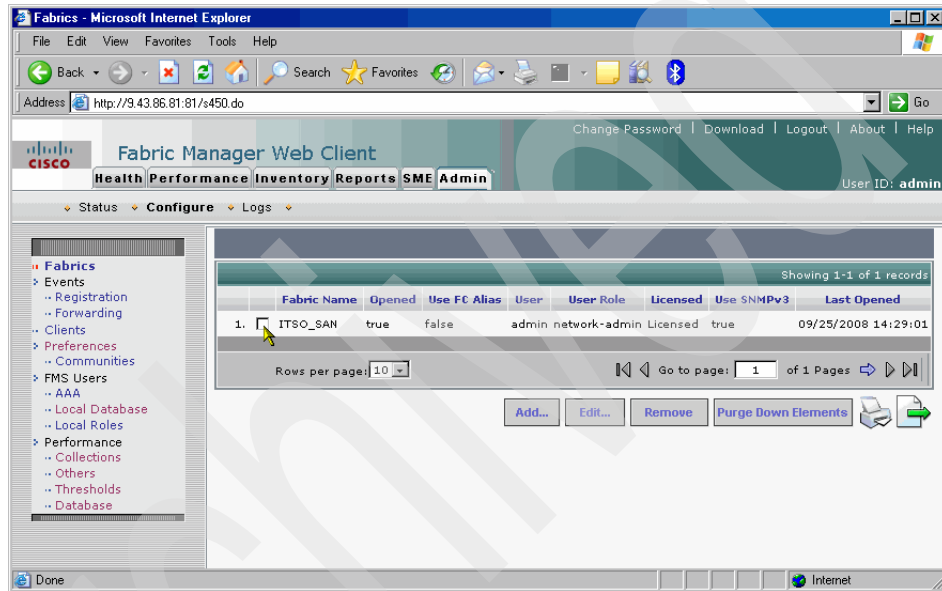 Fabrics - Microsoft Internet Explorer
File Edit View Favorites Tools Help
Back Search Favorites
Address http://9.43.86.81:81/s450.do Go
Change Password | Download | Logout | About | Help
CISCO
Fabric Manager Web Client
Health Performance Inventory Reports SME Admin
User ID: admin
Status Configure Logs
Fabrics
Events
Registration
Forwarding
Clients
Preferences
Communities
FMS Users
AAA
Local Database
Local Roles
Performance
Collections
Others
Thresholds
Database
Showing 1-1 of 1 records
Fabric Name Opened Use FC Alias User User Role Licensed Use SNMPv3 Last Opened
1. ITSO_SAN true false admin network-admin Licensed true 09/25/2008 14:29:01
Rows per page: 10 Go to page: 1 of 1 Pages
Add... Edit... Remove Purge Down Elements
Done Internet